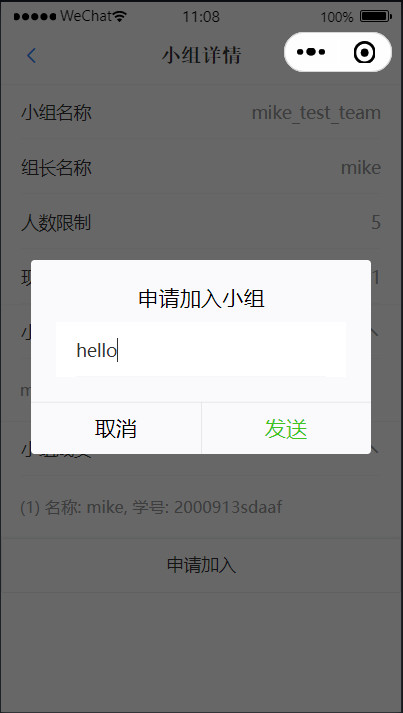 WeChat 11:08 100%
小组详情
小组名称 mike_test_team
组长名称 mike
人数限制 5
1
申请加入小组
小
hello
m
取消 发送
(1) 名称: mike, 学号: 2000913sdaaf
申请加入